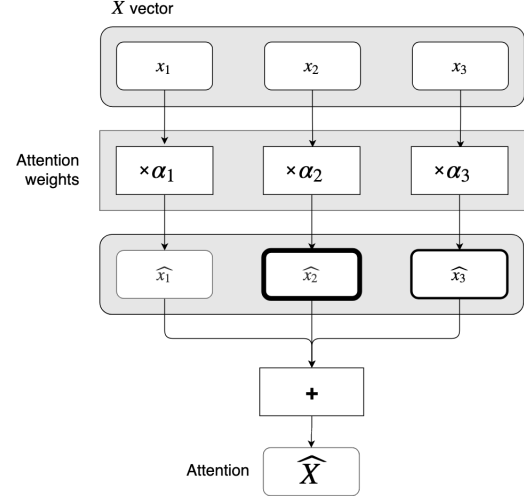 X vector
x₁ x₂ x₃
Attention
weights
×α₁ ×α₂ ×α₃
x̂₁ x̂₂ x̂₃
+
Attention X̂